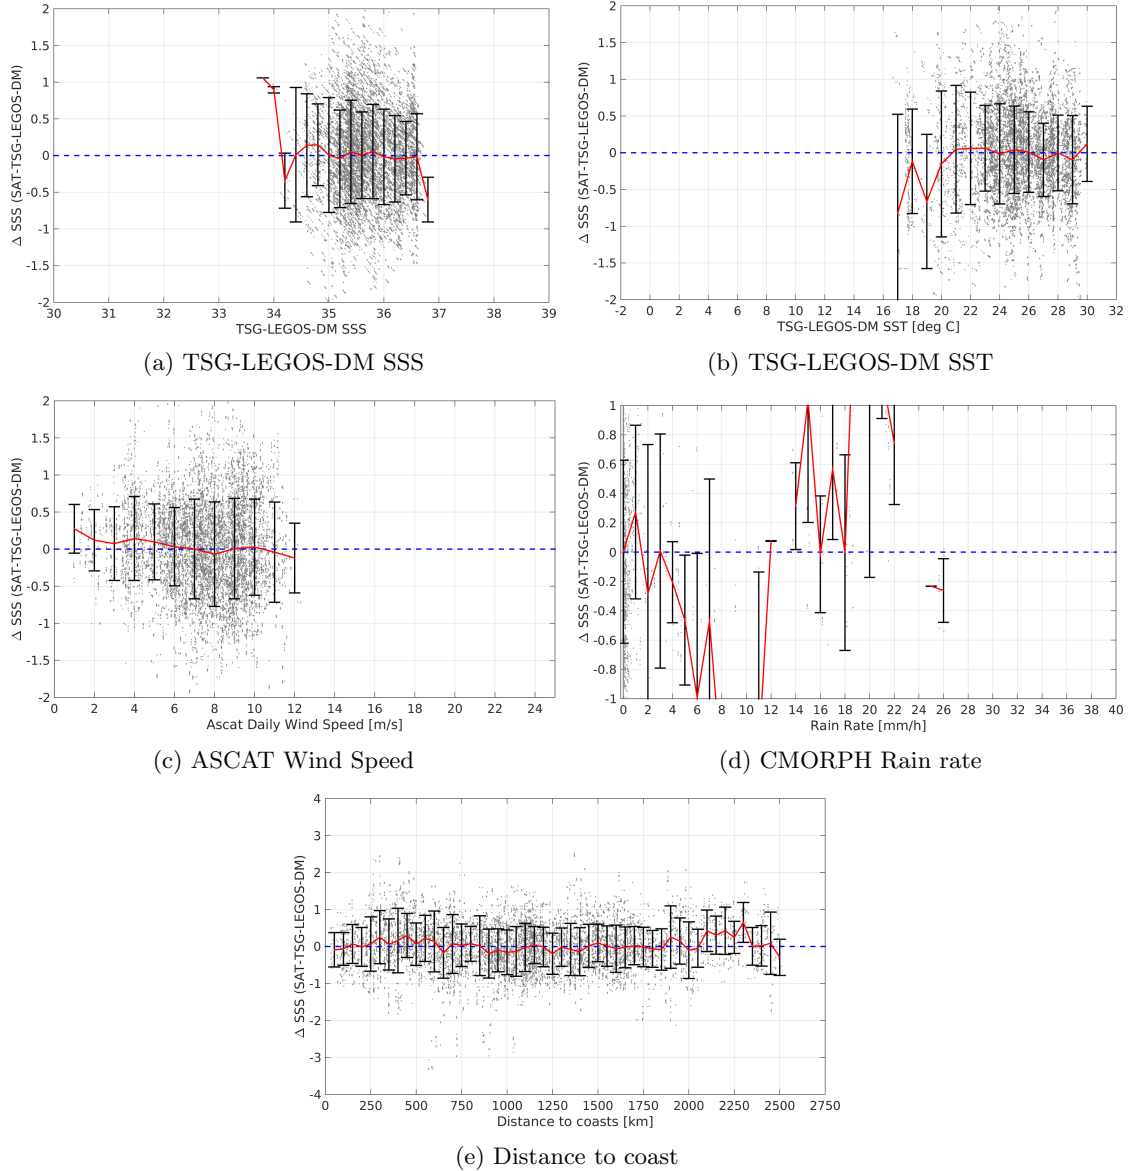 2
1.5
1
0.5
0
-0.5
-1
-1.5
-2
Δ SSS (SAT-TSG-LEGOS-DM)
30 31 32 33 34 35 36 37 38 39
TSG-LEGOS-DM SSS
(a) TSG-LEGOS-DM SSS
2
1.5
1
0.5
0
-0.5
-1
-1.5
-2
Δ SSS (SAT-TSG-LEGOS-DM)
-2 0 2 4 6 8 10 12 14 16 18 20 22 24 26 28 30 32
TSG-LEGOS-DM SST [deg C]
(b) TSG-LEGOS-DM SST
2
1.5
1
0.5
0
-0.5
-1
-1.5
-2
Δ SSS (SAT-TSG-LEGOS-DM)
0 2 4 6 8 10 12 14 16 18 20 22 24
Ascat Daily Wind Speed [m/s]
(c) ASCAT Wind Speed
1
0.8
0.6
0.4
0.2
0
-0.2
-0.4
-0.6
-0.8
-1
Δ SSS (SAT-TSG-LEGOS-DM)
0 2 4 6 8 10 12 14 16 18 20 22 24 26 28 30 32 34 36 38 40
Rain Rate [mm/h]
(d) CMORPH Rain rate
4
3
2
1
0
-1
-2
-3
-4
Δ SSS (SAT-TSG-LEGOS-DM)
0 250 500 750 1000 1250 1500 1750 2000 2250 2500 2750
Distance to coasts [km]
(e) Distance to coast